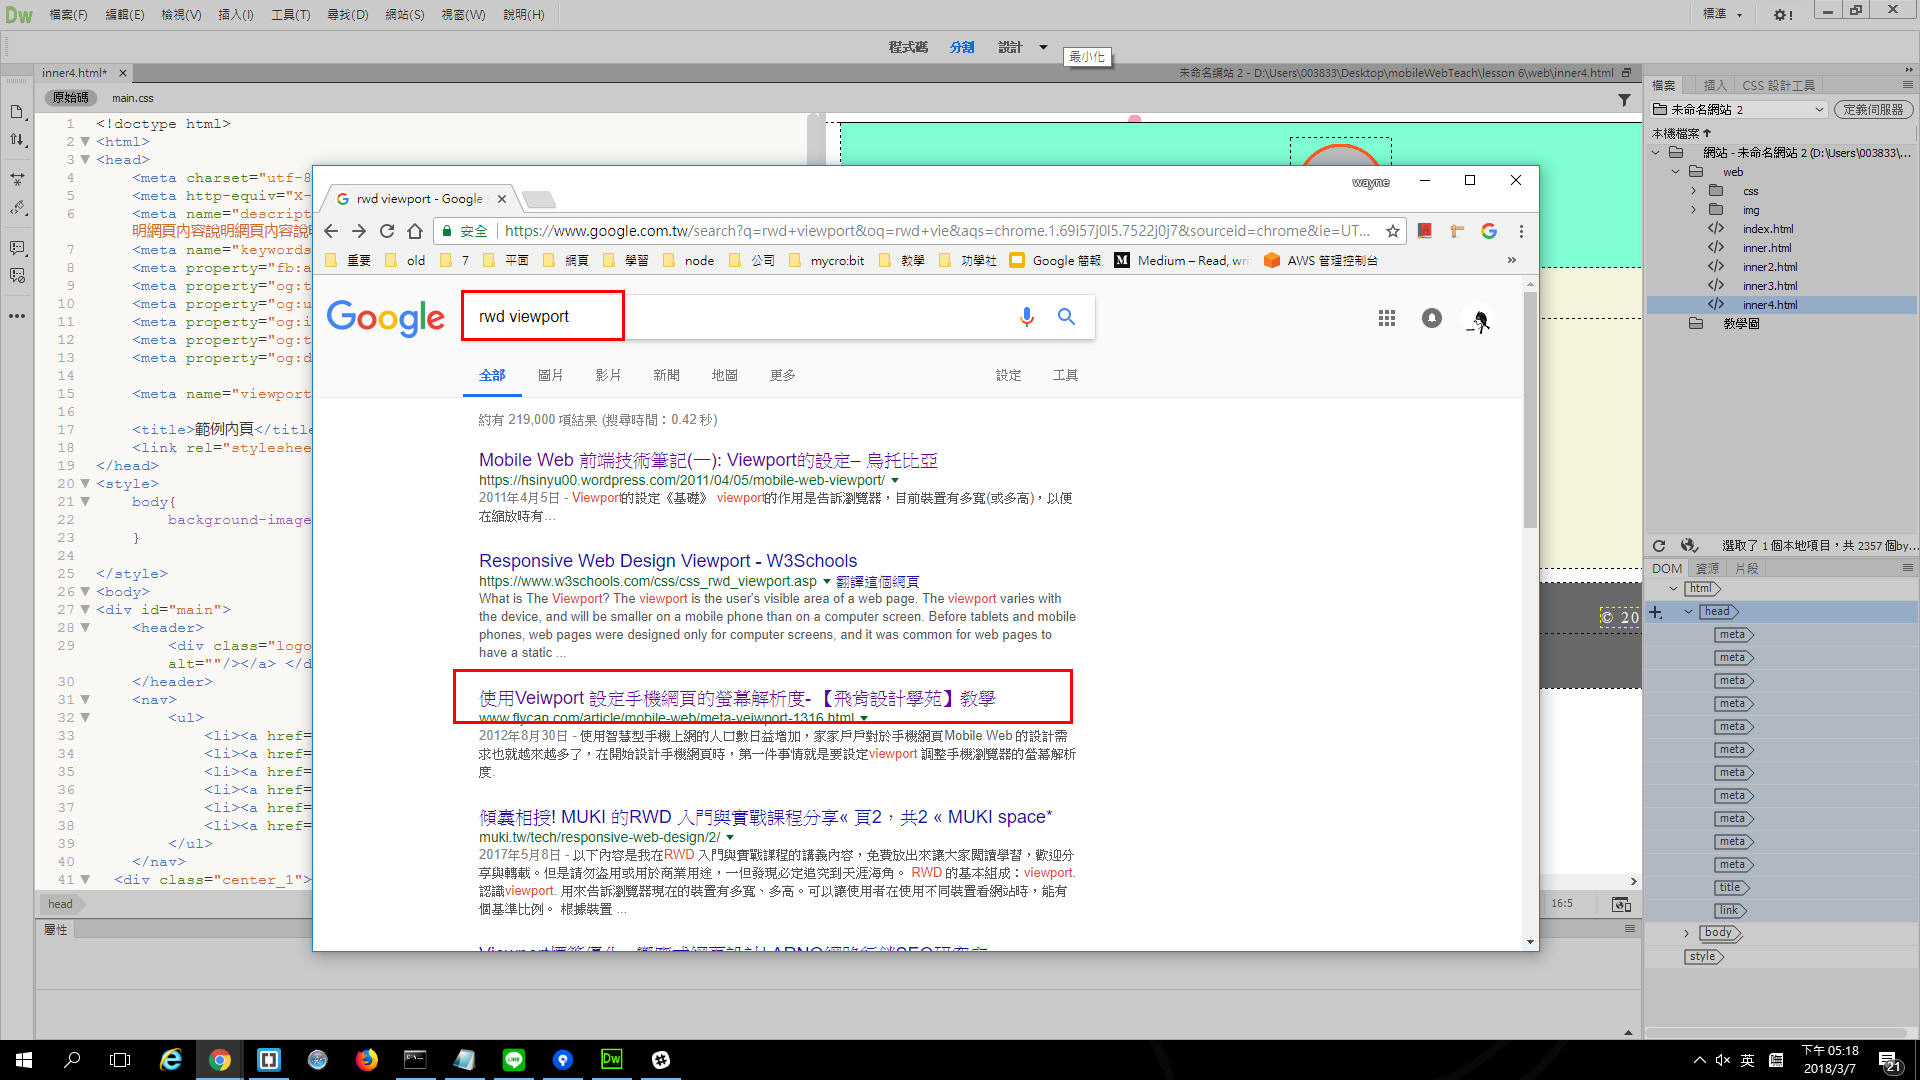 Dw 檔案(F) 編輯(E) 檢視(V) 插入(I) 工具(T) 尋找(D) 網站(S) 視窗(W) 說明(H) 標準
程式碼 分割 設計 最小化
inner4.html* 未命名網站 2 - D:\Users\003833\Desktop\mobileWebTeach\lesson 6\web\inner4.html
原始碼 main.css
1 <!doctype html>
2 <html>
3 <head>
4 <meta charset="utf-8
5 <meta http-equiv="X-
6 <meta name="descript
明網頁內容說明網頁內容說
7 <meta name="keywords
8 <meta property="fb:a
9 <meta property="og:t
10 <meta property="og:u
11 <meta property="og:i
12 <meta property="og:t
13 <meta property="og:d
14
15 <meta name="viewport
16
17 <title>範例內頁</title
18 <link rel="styleshee
19 </head>
20 <style>
21 body{
22 background-image
23 }
24
25 </style>
26 <body>
27 <div id="main">
28 <header>
29 <div class="logo
alt=""/></a> </d
30 </header>
31 <nav>
32 <ul>
33 <li><a href=
34 <li><a href=
35 <li><a href=
36 <li><a href=
37 <li><a href=
38 <li><a href=
39 </ul>
40 </nav>
41 <div class="center_1">
head
屬性
wayne
rwd viewport - Google
安全 https://www.google.com.tw/search?q=rwd+viewport&oq=rwd+vie&aqs=chrome.1.69i57j0l5.7522j0j7&sourceid=chrome&ie=UT...
重要 old 7 平面 網頁 學習 node 公司 mycro:bit 教學 功學社 Google 簡報 Medium – Read, wri AWS 管理控制台 »
Google rwd viewport
全部 圖片 影片 新聞 地圖 更多 設定 工具
約有 219,000 項結果 (搜尋時間：0.42 秒)
Mobile Web 前端技術筆記(一): Viewport的設定– 烏托比亞
https://hsinyu00.wordpress.com/2011/04/05/mobile-web-viewport/
2011年4月5日 - Viewport的設定《基礎》 viewport的作用是告訴瀏覽器，目前裝置有多寬(或多高)，以便
在縮放時有...
Responsive Web Design Viewport - W3Schools
https://www.w3schools.com/css/css_rwd_viewport.asp 翻譯這個網頁
What is The Viewport? The viewport is the user's visible area of a web page. The viewport varies with
the device, and will be smaller on a mobile phone than on a computer screen. Before tablets and mobile
phones, web pages were designed only for computer screens, and it was common for web pages to
have a static ...
使用Veiwport 設定手機網頁的螢幕解析度- 【飛肯設計學苑】教學
www.flycan.com/article/mobile-web/meta-veiwport-1316.html
2012年8月30日 - 使用智慧型手機上網的人口數日益增加，家家戶戶對於手機網頁Mobile Web 的設計需
求也就越來越多了，在開始設計手機網頁時，第一件事情就是要設定viewport 調整手機瀏覽器的螢幕解析
度.
傾囊相授! MUKI 的RWD 入門與實戰課程分享« 頁2，共2 « MUKI space*
muki.tw/tech/responsive-web-design/2/
2017年5月8日 - 以下內容是我在RWD 入門與實戰課程的講義內容，免費放出來讓大家閱讀學習，歡迎分
享與轉載。但是請勿盜用或用於商業用途，一但發現必定追究到天涯海角。 RWD 的基本組成：viewport.
認識viewport. 用來告訴瀏覽器現在的裝置有多寬、多高。可以讓使用者在使用不同裝置看網站時，能有
個基準比例。 根據裝置 ...
© 20
16:5
檔案 插入 CSS 設計工具
未命名網站 2 定義伺服器
本機檔案
網站 - 未命名網站 2 (D:\Users\003833\...
web
css
img
index.html
inner.html
inner2.html
inner3.html
inner4.html
教學圖
選取了 1 個本地項目，共 2357 個by...
DOM 資源 片段
html
head
meta
meta
meta
meta
meta
meta
meta
meta
meta
meta
meta
title
link
body
style
英 下午 05:18
2018/3/7
21